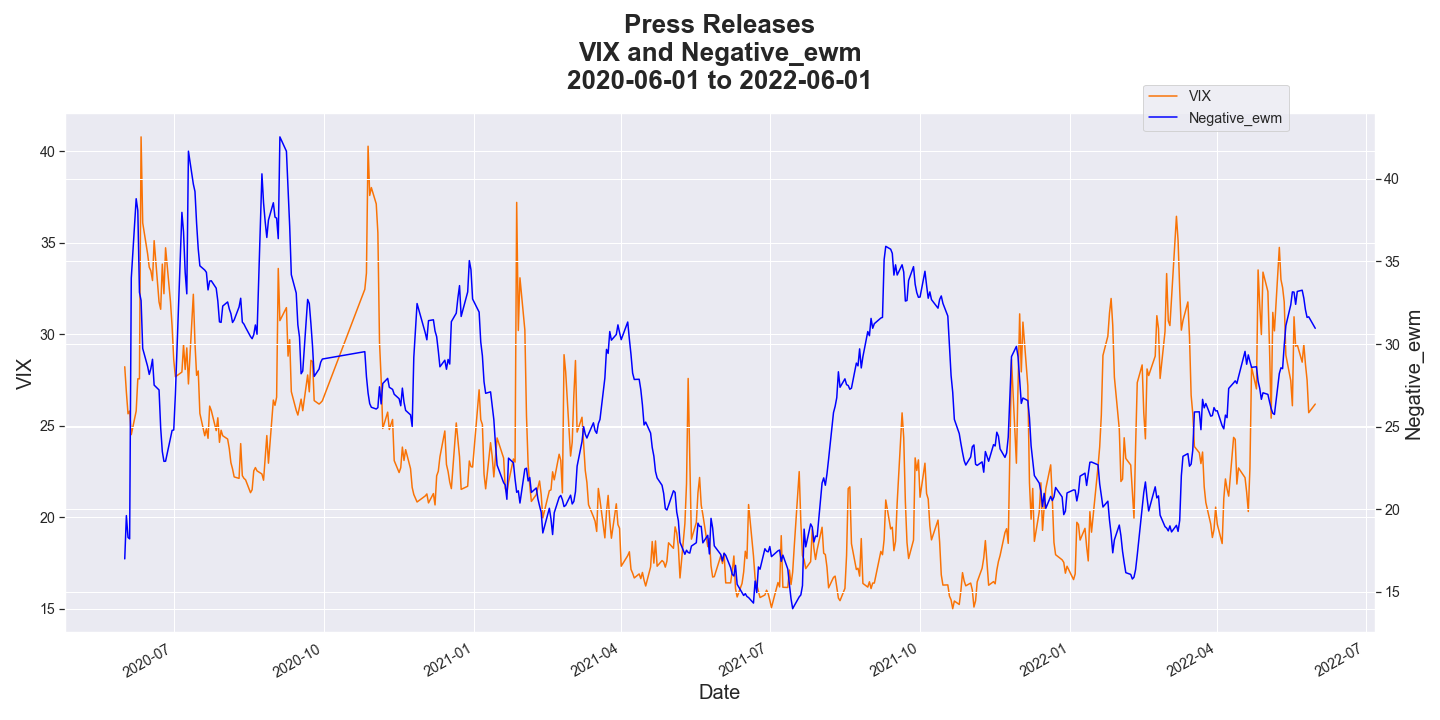 Press Releases
VIX and Negative_ewm
2020-06-01 to 2022-06-01
VIX
Negative_ewm
40
35
30
25
20
15
VIX
40
35
30
25
20
15
Negative_ewm
2020-07
2020-10
2021-01
2021-04
2021-07
2021-10
2022-01
2022-04
2022-07
Date